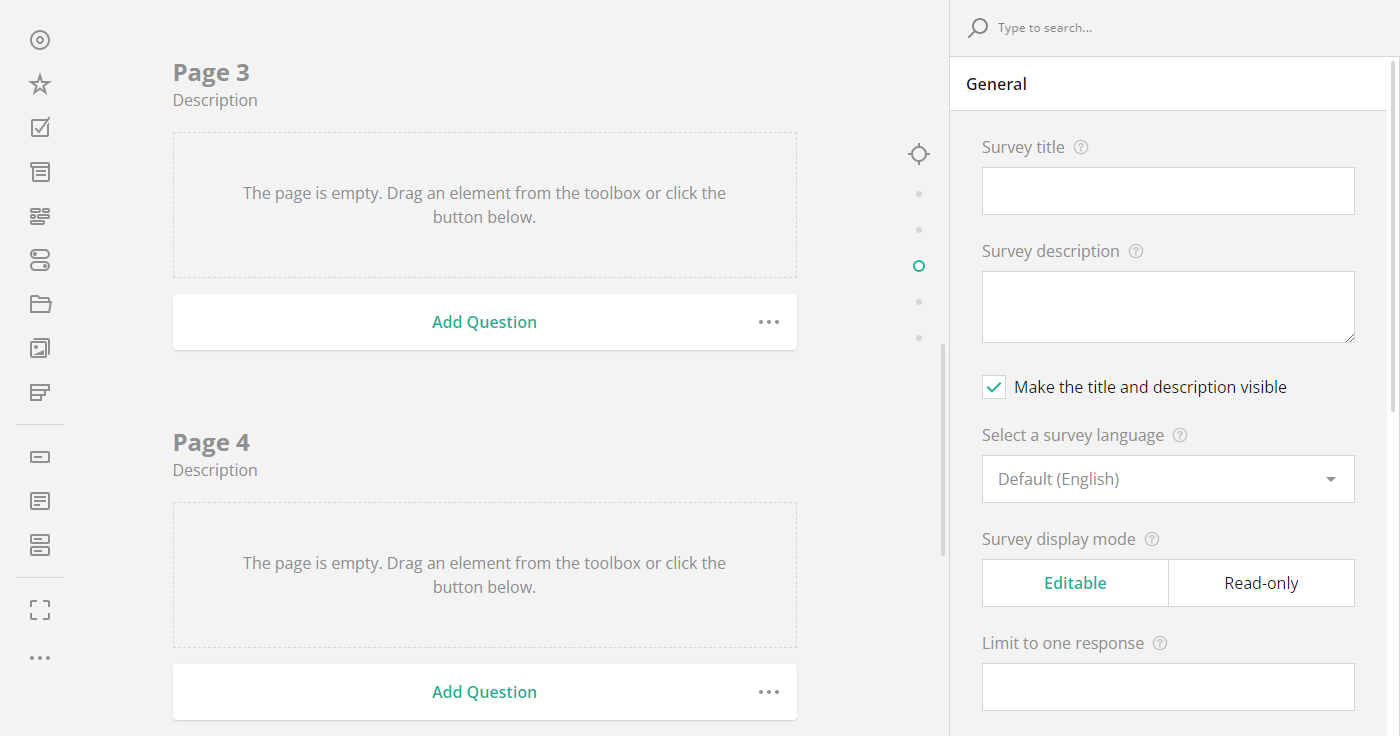 Page 3
Description
The page is empty. Drag an element from the toolbox or click the
button below.
Add Question
Page 4
Description
The page is empty. Drag an element from the toolbox or click the
button below.
Add Question
Type to search...
General
Survey title
Survey description
Make the title and description visible
Select a survey language
Default (English)
Survey display mode
Editable
Read-only
Limit to one response